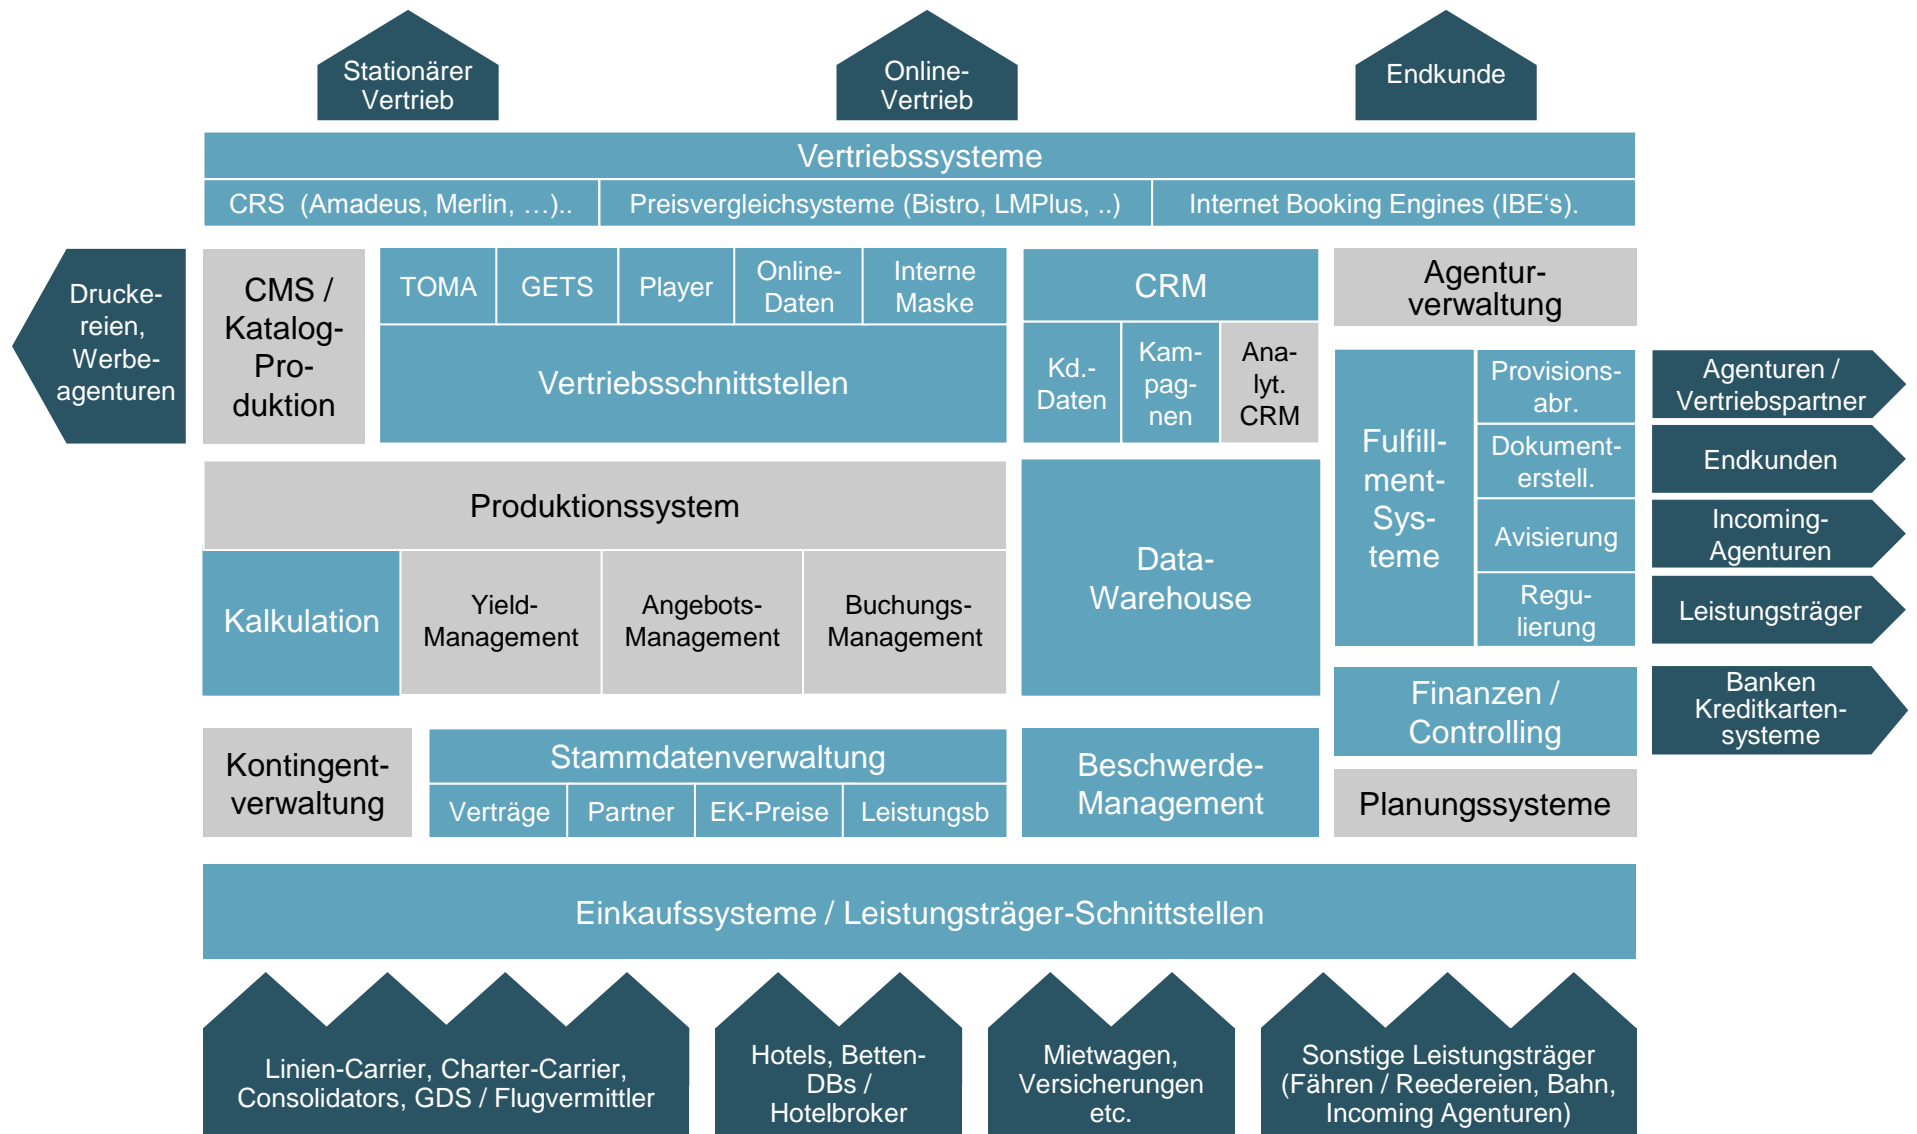 Stationärer
Vertrieb
Online-
Vertrieb
Endkunde
Vertriebssysteme
CRS  (Amadeus, Merlin, …)..
Preisvergleichsysteme (Bistro, LMPlus, ..)
Internet Booking Engines (IBE‘s).
Drucke-
reien,
Werbe-
agenturen
CMS /
Katalog-
Pro-
duktion
TOMA
GETS
Player
Online-
Daten
Interne
Maske
Vertriebsschnittstellen
CRM
Kd.-
Daten
Kam-
pag-
nen
Ana-
lyt.
CRM
Agentur-
verwaltung
Fulfill-
ment-
Sys-
teme
Provisions-
abr.
Dokument-
erstell.
Avisierung
Regu-
lierung
Agenturen /
Vertriebspartner
Endkunden
Incoming-
Agenturen
Leistungsträger
Produktionssystem
Kalkulation
Yield-
Management
Angebots-
Management
Buchungs-
Management
Data-
Warehouse
Finanzen /
Controlling
Banken
Kreditkarten-
systeme
Kontingent-
verwaltung
Stammdatenverwaltung
Verträge
Partner
EK-Preise
Leistungsb
Beschwerde-
Management
Planungssysteme
Einkaufssysteme / Leistungsträger-Schnittstellen
Linien-Carrier, Charter-Carrier,
Consolidators, GDS / Flugvermittler
Hotels, Betten-
DBs /
Hotelbroker
Mietwagen,
Versicherungen
etc.
Sonstige Leistungsträger
(Fähren / Reedereien, Bahn,
Incoming Agenturen)